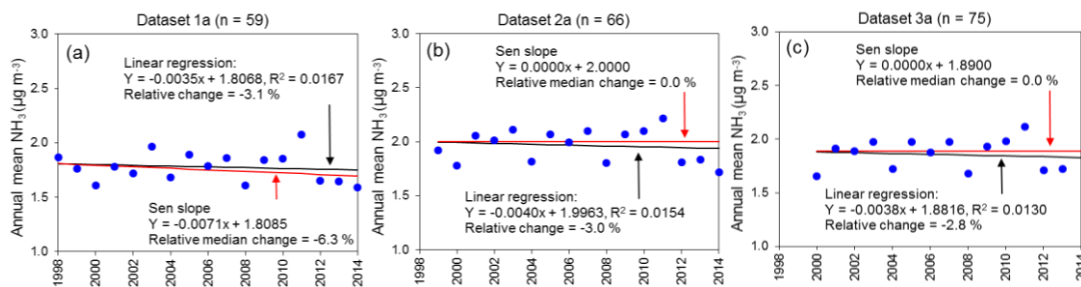 Dataset 1a (n = 59)
(a)
Linear regression:
Y = -0.0035x + 1.8068, R² = 0.0167
Relative change = -3.1 %
Sen slope
Y = -0.0071x + 1.8085
Relative median change = -6.3 %
Annual mean NH₃ (µg m⁻³)
3.0
2.5
2.0
1.5
1.0
1998
2000
2002
2004
2006
2008
2010
2012
2014
Dataset 2a (n = 66)
(b)
Sen slope
Y = 0.0000x + 2.0000
Relative median change = 0.0 %
Linear regression:
Y = -0.0040x + 1.9963, R² = 0.0154
Relative change = -3.0 %
Annual mean NH₃ (µg m⁻³)
3.0
2.5
2.0
1.5
1.0
1998
2000
2002
2004
2006
2008
2010
2012
2014
Dataset 3a (n = 75)
(c)
Sen slope
Y = 0.0000x + 1.8900
Relative median change = 0.0 %
Linear regression:
Y = -0.0038x + 1.8816, R² = 0.0130
Relative change = -2.8 %
Annual mean NH₃ (µg m⁻³)
3.0
2.5
2.0
1.5
1.0
1998
2000
2002
2004
2006
2008
2010
2012
2014